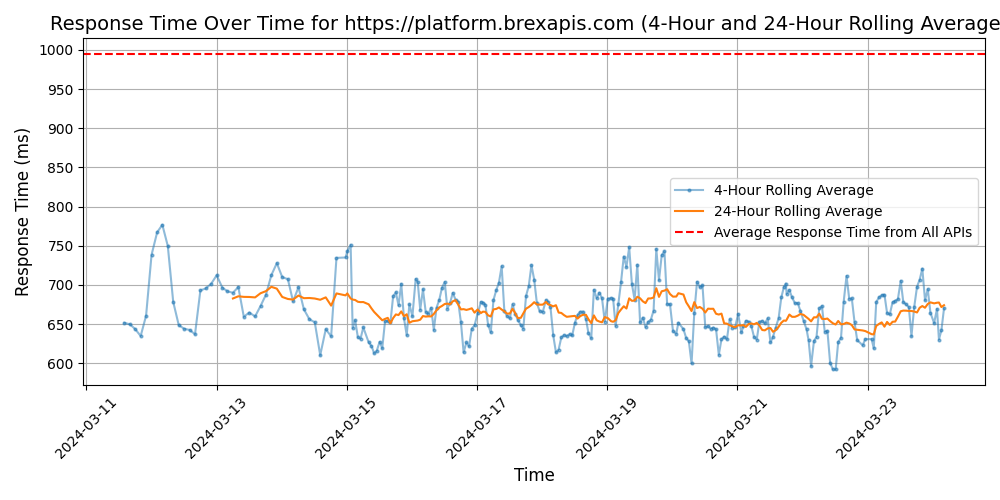 Response Time Over Time for https://platform.brexapis.com (4-Hour and 24-Hour Rolling Average
Response Time (ms)
1000
950
900
850
800
750
700
650
600
4-Hour Rolling Average
24-Hour Rolling Average
Average Response Time from All APIs
2024-03-11
2024-03-13
2024-03-15
2024-03-17
2024-03-19
2024-03-21
2024-03-23
Time